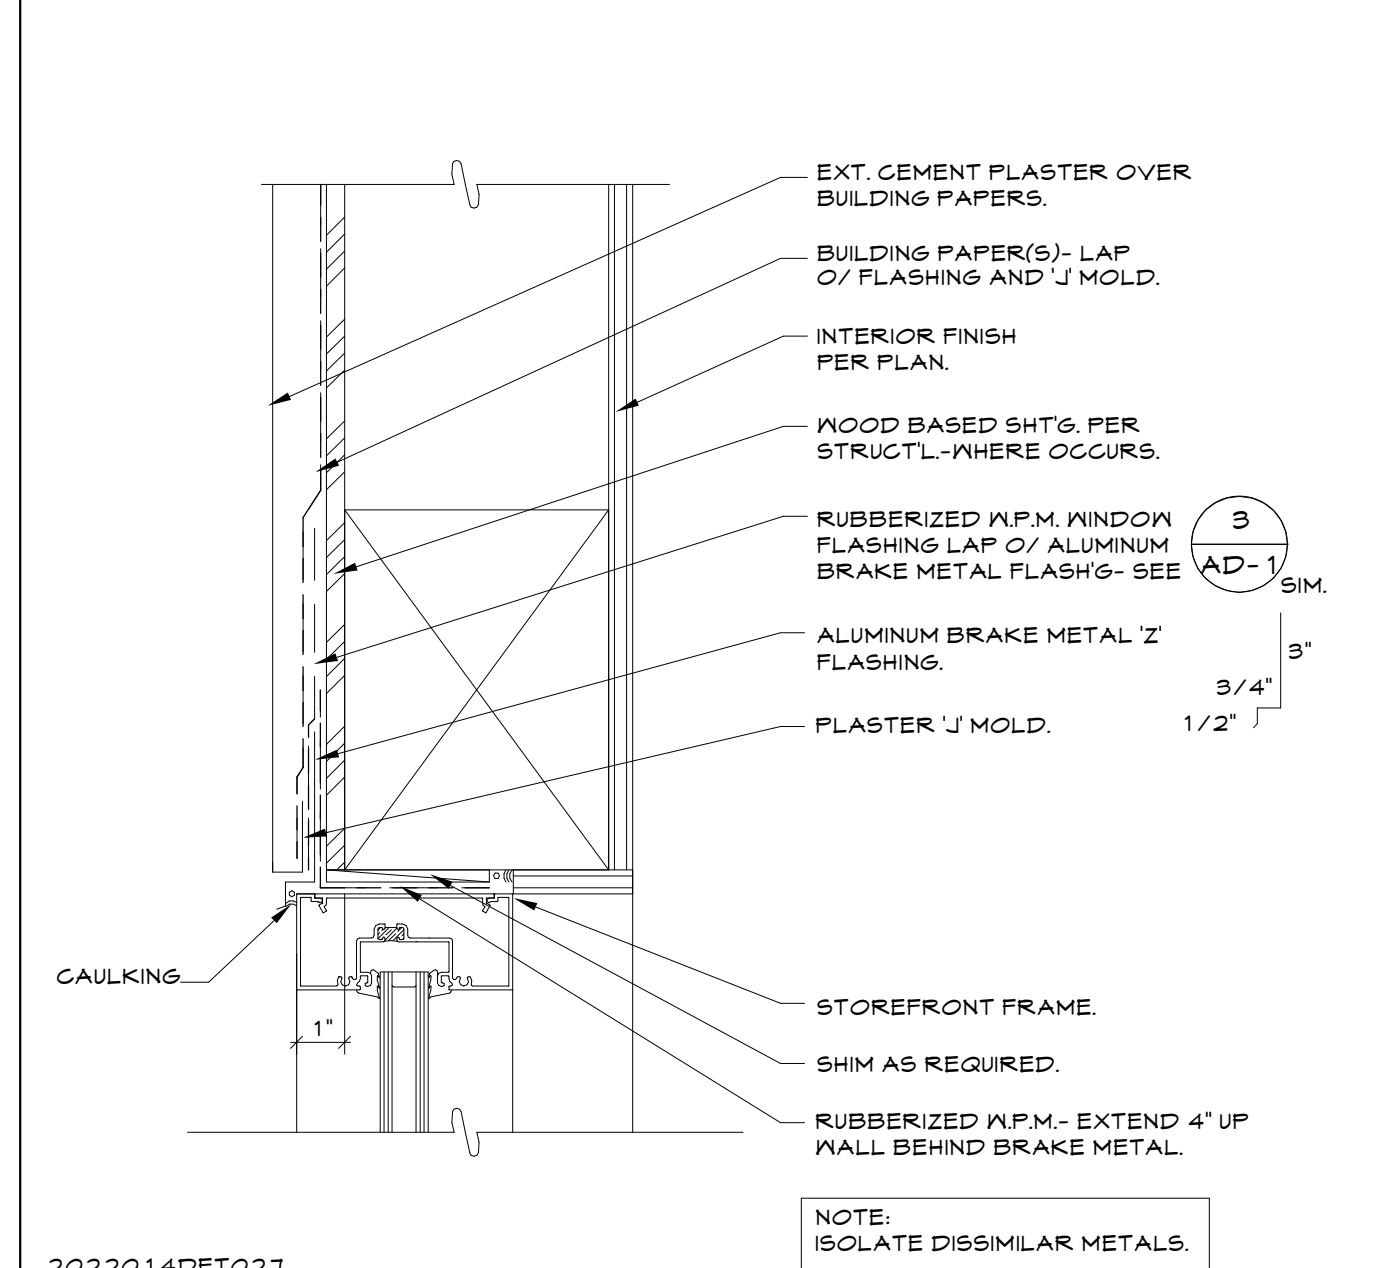 EXT. CEMENT PLASTER OVER
BUILDING PAPERS.
BUILDING PAPER(S)- LAP
O/ FLASHING AND 'J' MOLD.
INTERIOR FINISH
PER PLAN.
WOOD BASED SHT'G. PER
STRUCT'L.-WHERE OCCURS.
RUBBERIZED W.P.M. WINDOW
FLASHING LAP O/ ALUMINUM
BRAKE METAL FLASH'G- SEE
3
AD-1
SIM.
ALUMINUM BRAKE METAL 'Z'
FLASHING.
3"
3/4"
1/2"
PLASTER 'J' MOLD.
CAULKING
1"
STOREFRONT FRAME.
SHIM AS REQUIRED.
RUBBERIZED W.P.M.- EXTEND 4" UP
WALL BEHIND BRAKE METAL.
NOTE:
ISOLATE DISSIMILAR METALS.
2022014DET027